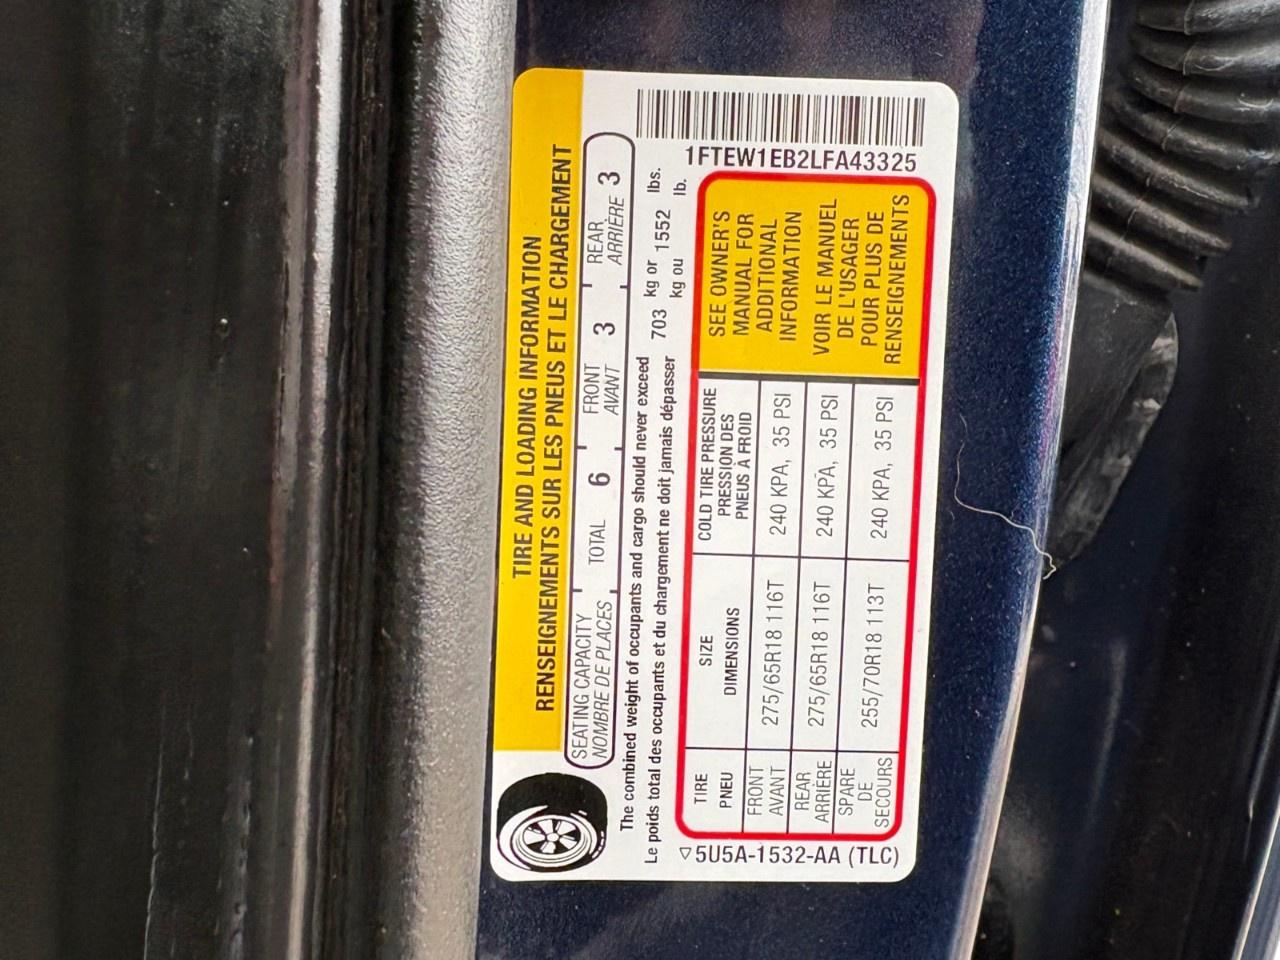 TIRE AND LOADING INFORMATION
RENSEIGNEMENTS SUR LES PNEUS ET LE CHARGEMENT
SEATING CAPACITY TOTAL 6 FRONT 3 REAR 3
NOMBRE DE PLACES AVANT ARRIÈRE
The combined weight of occupants and cargo should never exceed 703 kg or 1552 lbs.
Le poids total des occupants et du chargement ne doit jamais dépasser kg ou lb.
1FTEW1EB2LFA43325
TIRE SIZE COLD TIRE PRESSURE
PNEU DIMENSIONS PRESSION DES
PNEUS À FROID
FRONT
AVANT 275/65R18 116T 240 KPA, 35 PSI
REAR
ARRIÈRE 275/65R18 116T 240 KPA, 35 PSI
SPARE
DE
SECOURS 255/70R18 113T 240 KPA, 35 PSI
SEE OWNER'S
MANUAL FOR
ADDITIONAL
INFORMATION
VOIR LE MANUEL
DE L'USAGER
POUR PLUS DE
RENSEIGNEMENTS
▽5U5A-1532-AA (TLC)